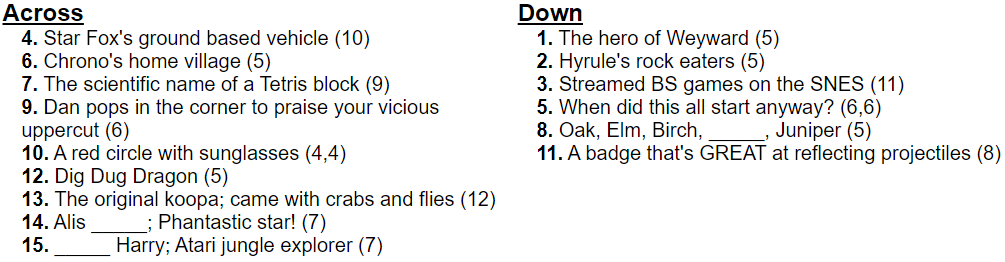 Across
4. Star Fox's ground based vehicle (10)
6. Chrono's home village (5)
7. The scientific name of a Tetris block (9)
9. Dan pops in the corner to praise your vicious
uppercut (6)
10. A red circle with sunglasses (4,4)
12. Dig Dug Dragon (5)
13. The original koopa; came with crabs and flies (12)
14. Alis _____; Phantastic star! (7)
15. _____ Harry; Atari jungle explorer (7)
Down
1. The hero of Weyward (5)
2. Hyrule's rock eaters (5)
3. Streamed BS games on the SNES (11)
5. When did this all start anyway? (6,6)
8. Oak, Elm, Birch, _____, Juniper (5)
11. A badge that's GREAT at reflecting projectiles (8)